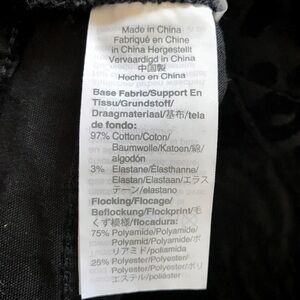 Made in China
Fabriqué en Chine
in China Hergestellt
Vervaardigd in China
中国製
Hecho en China
Base Fabric/Support En
Tissu/Grundstoff/
Draagmateriaal/基布/tela
de fondo:
97% Cotton/Coton/
Baumwolle/Katoen/綿/
algodón
3% Elastane/Élasthanne/
Elastan/Elastaan/エラス
テーン/elastano
Flocking/Flocage/
Beflockung/Flockprint/毛
くず模様/flocadura:
75% Polyamide/Polyamide/
Polyamid/Polyamide/ポ
リアミド/poliamida
25% Polyester/Polyester/
Polyester/Polyester/ポリ
エステル/poliéster